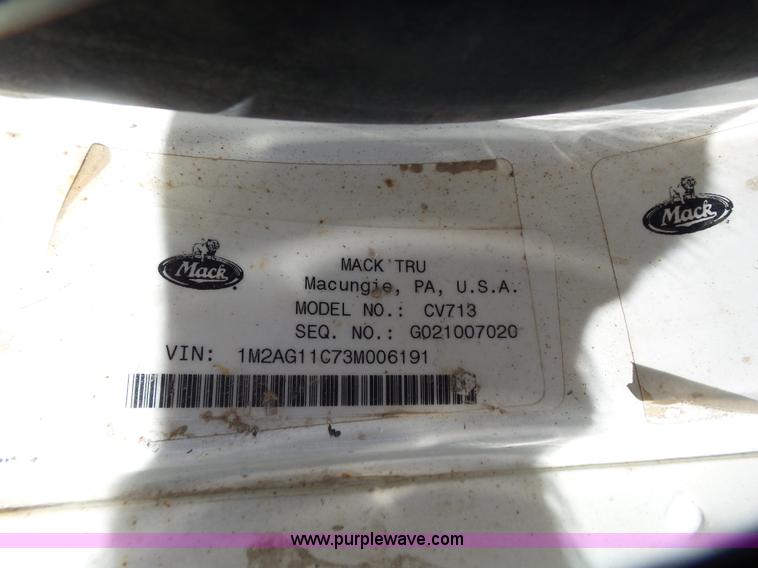 Mack
MACK TRU
Macungie, PA, U.S.A.
MODEL NO.: CV713
SEQ. NO.: G021007020
VIN: 1M2AG11C73M006191
Mack
www.purplewave.com